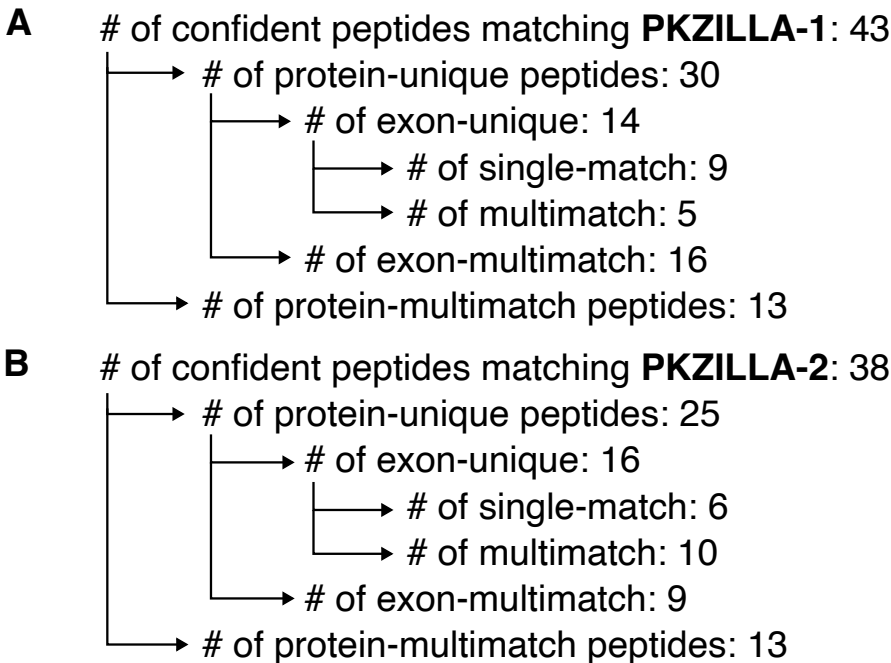 A # of confident peptides matching PKZILLA-1: 43
# of protein-unique peptides: 30
# of exon-unique: 14
# of single-match: 9
# of multimatch: 5
# of exon-multimatch: 16
# of protein-multimatch peptides: 13
B # of confident peptides matching PKZILLA-2: 38
# of protein-unique peptides: 25
# of exon-unique: 16
# of single-match: 6
# of multimatch: 10
# of exon-multimatch: 9
# of protein-multimatch peptides: 13